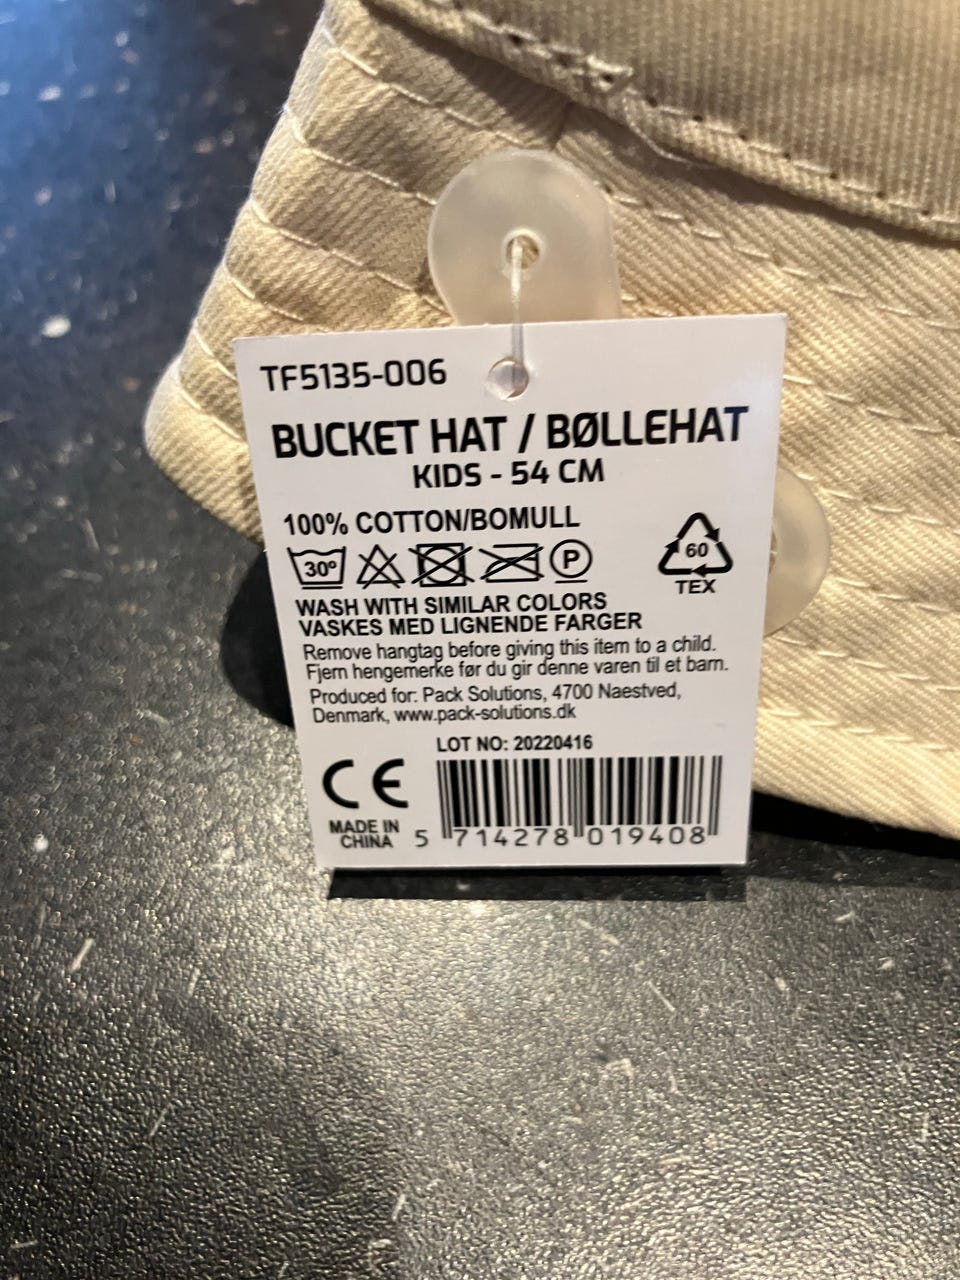 TF5135-006
BUCKET HAT / BØLLEHAT
KIDS - 54 CM
100% COTTON/BOMULL
30° P
60
TEX
WASH WITH SIMILAR COLORS
VASKES MED LIGNENDE FARGER
Remove hangtag before giving this item to a child.
Fjern hengemerke før du gir denne varen til et barn.
Produced for: Pack Solutions, 4700 Naestved,
Denmark, www.pack-solutions.dk
LOT NO: 20220416
CE
MADE IN
CHINA
5 714278 019408